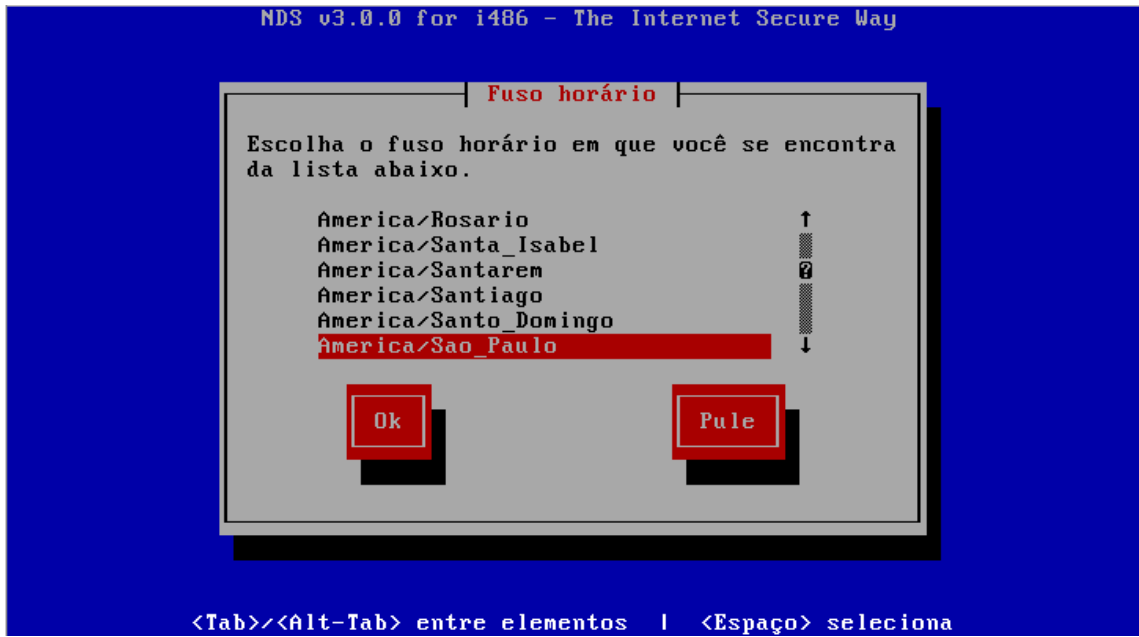 NDS v3.0.0 for i486 - The Internet Secure Way
Fuso horário
Escolha o fuso horário em que você se encontra
da lista abaixo.
America/Rosario
America/Santa_Isabel
America/Santarem
America/Santiago
America/Santo_Domingo
America/Sao_Paulo
Ok Pule
<Tab>/<Alt-Tab> entre elementos | <Espaço> seleciona